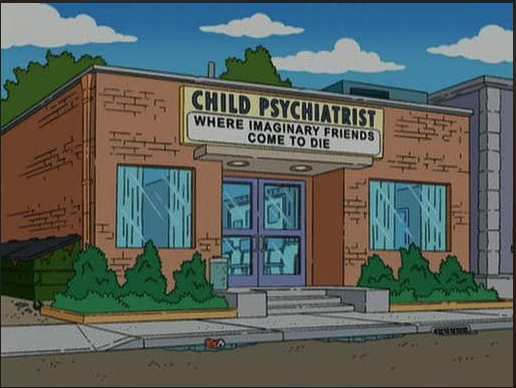 CHILD PSYCHIATRIST
WHERE IMAGINARY FRIENDS
COME TO DIE